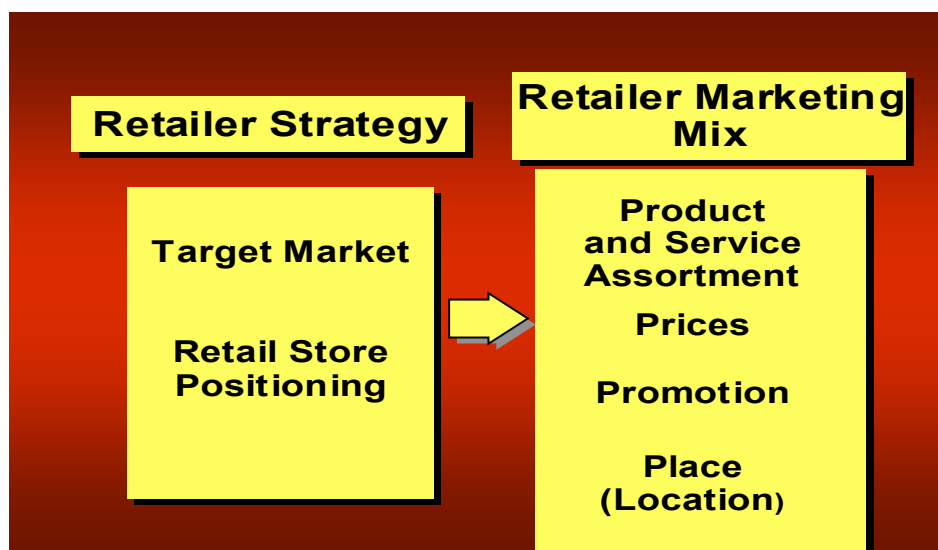 Retailer Strategy
Target Market
Retail Store
Positioning
Retailer Marketing
Mix
Product
and Service
Assortment
Prices
Promotion
Place
(Location)